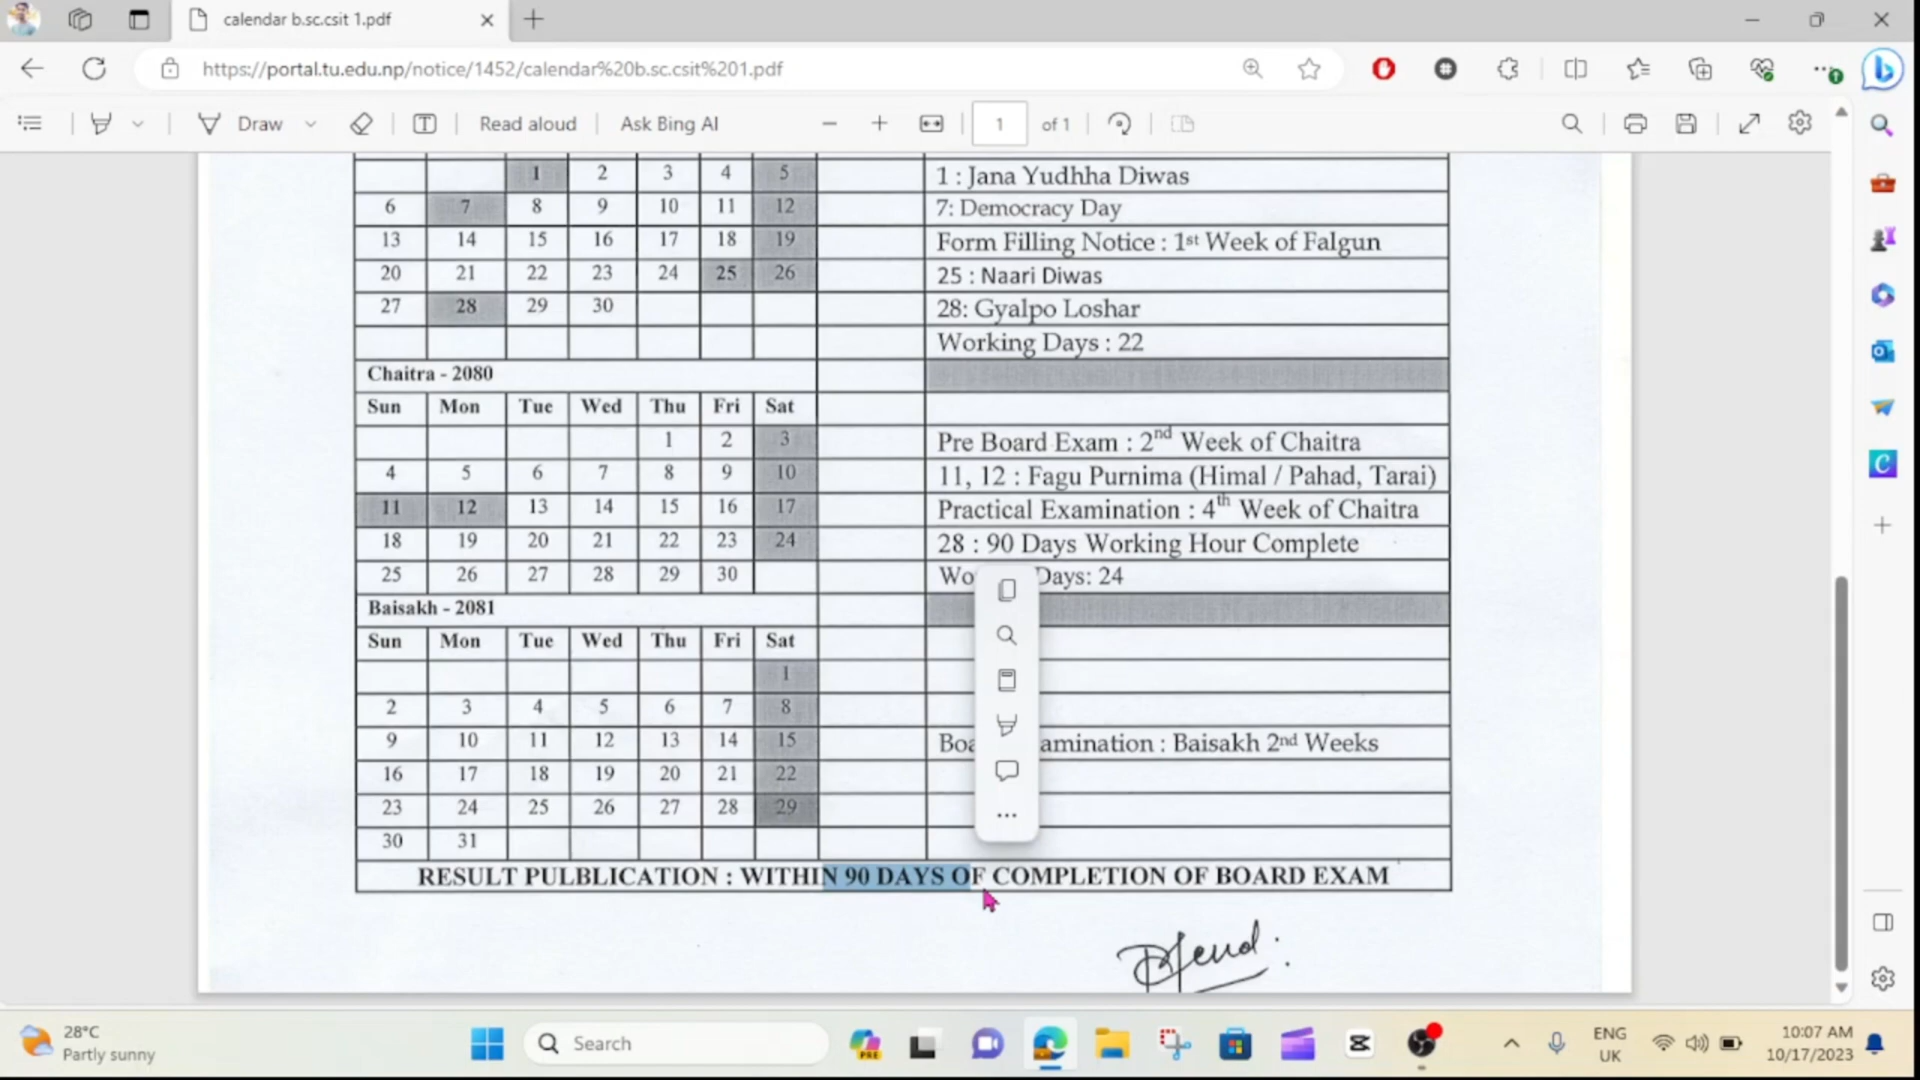 calendar b.sc.csit 1.pdf
https://portal.tu.edu.np/notice/1452/calendar%20b.sc.csit%201.pdf
Draw
Read aloud
Ask Bing AI
1 of 1
1 2 3 4 5 1 : Jana Yudhha Diwas
6 7 8 9 10 11 12 7: Democracy Day
13 14 15 16 17 18 19 Form Filling Notice : 1st Week of Falgun
20 21 22 23 24 25 26 25 : Naari Diwas
27 28 29 30 28: Gyalpo Loshar
Working Days : 22
Chaitra - 2080
Sun Mon Tue Wed Thu Fri Sat
1 2 3 Pre Board Exam : 2nd Week of Chaitra
4 5 6 7 8 9 10 11, 12 : Fagu Purnima (Himal / Pahad, Tarai)
11 12 13 14 15 16 17 Practical Examination : 4th Week of Chaitra
18 19 20 21 22 23 24 28 : 90 Days Working Hour Complete
25 26 27 28 29 30 Wo Days: 24
Baisakh - 2081
Sun Mon Tue Wed Thu Fri Sat
1
2 3 4 5 6 7 8
9 10 11 12 13 14 15 Boa amination : Baisakh 2nd Weeks
16 17 18 19 20 21 22
23 24 25 26 27 28 29
30 31
RESULT PULBLICATION : WITHIN 90 DAYS OF COMPLETION OF BOARD EXAM
28°C
Partly sunny
Search
PRE
ENG
UK
10:07 AM
10/17/2023